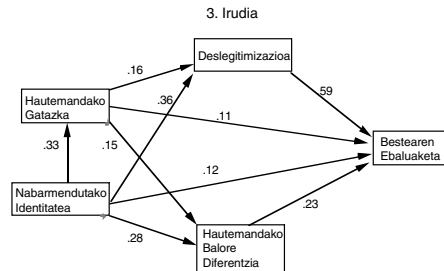 3. Irudia
Deslegitimizazioa
.16
.59
.36
Hautemandako
Gatazka
.11
Bestearen
Ebaluaketa
.33
.15
.12
Nabarmendutako
Identitatea
.23
.28
Hautemandako
Balore
Diferentzia